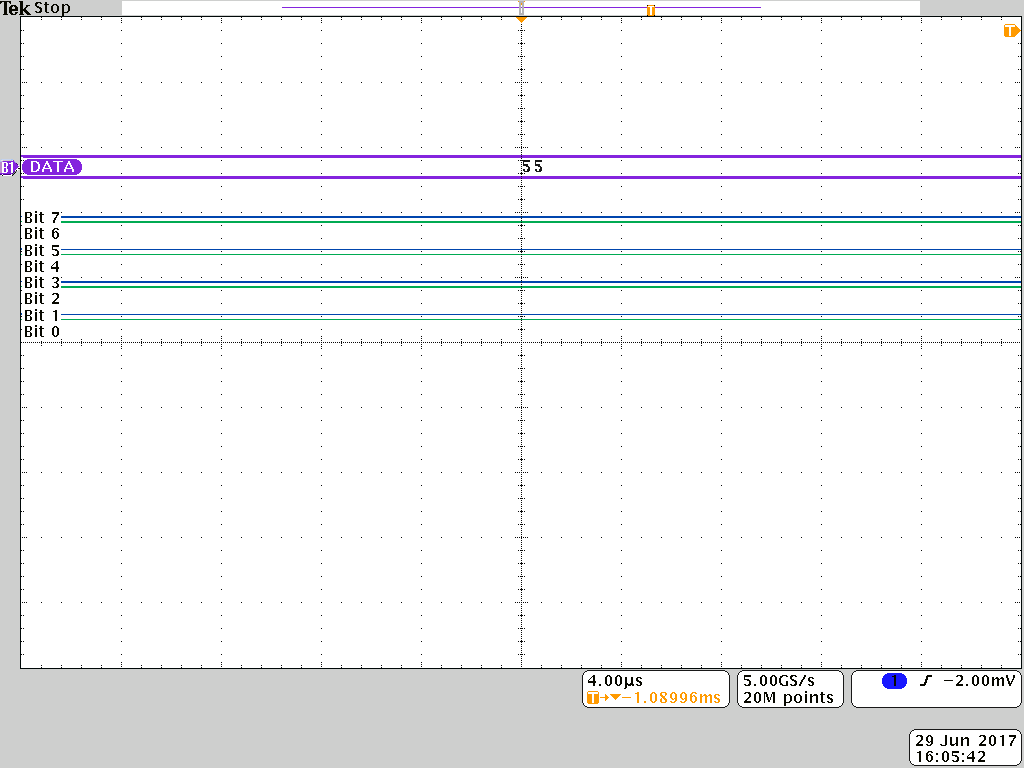 Tek Stop
T
T
B1 DATA 55
Bit 7
Bit 6
Bit 5
Bit 4
Bit 3
Bit 2
Bit 1
Bit 0
4.00µs
T→▼−1.08996ms
5.00GS/s
20M points
1 ∫ −2.00mV
29 Jun 2017
16:05:42